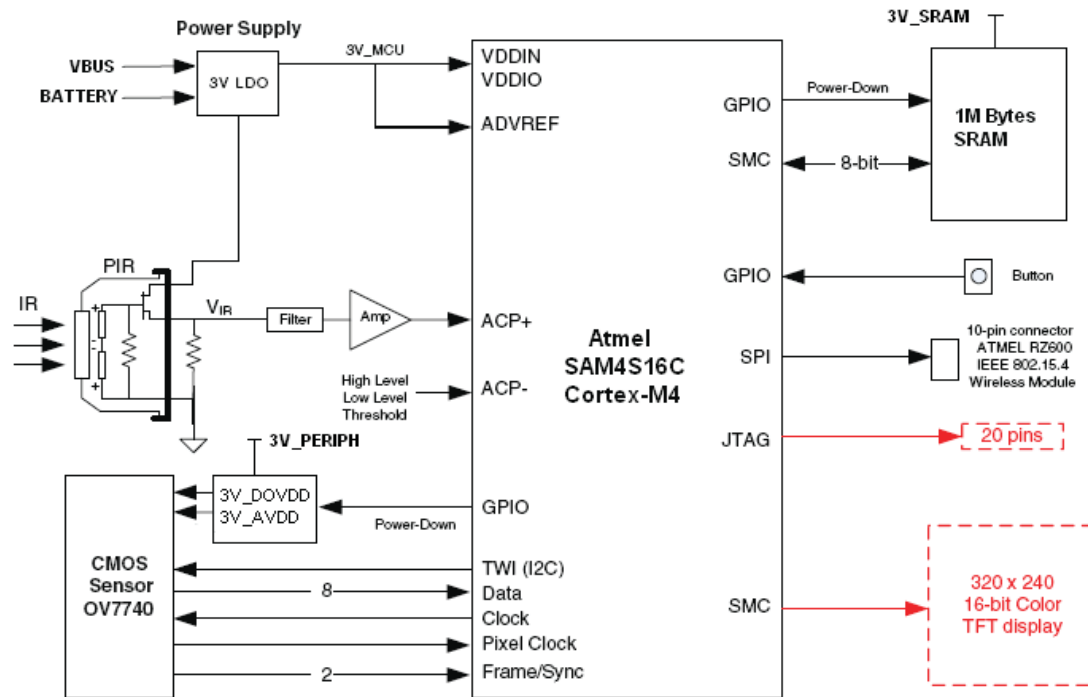 Power Supply
VBUS
BATTERY
3V LDO
3V_MCU
VDDIN
VDDIO
ADVREF
3V_SRAM
GPIO
Power-Down
SMC
8-bit
1M Bytes
SRAM
PIR
IR
+
-
+
VIR
Filter
Amp
ACP+
High Level
Low Level
Threshold
ACP-
Atmel
SAM4S16C
Cortex-M4
GPIO
Button
SPI
10-pin connector
ATMEL RZ600
IEEE 802.15.4
Wireless Module
JTAG
20 pins
3V_PERIPH
3V_DOVDD
3V_AVDD
Power-Down
GPIO
CMOS
Sensor
OV7740
TWI (I2C)
8
Data
Clock
Pixel Clock
2
Frame/Sync
SMC
320 x 240
16-bit Color
TFT display